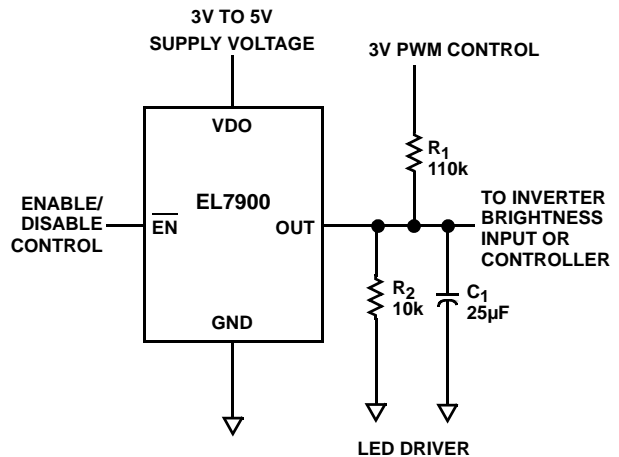 3V TO 5V
SUPPLY VOLTAGE
3V PWM CONTROL
VDO
R1
110k
ENABLE/
DISABLE
CONTROL
EN
EL7900
OUT
TO INVERTER
BRIGHTNESS
INPUT OR
CONTROLLER
R2
10k
C1
25µF
GND
LED DRIVER